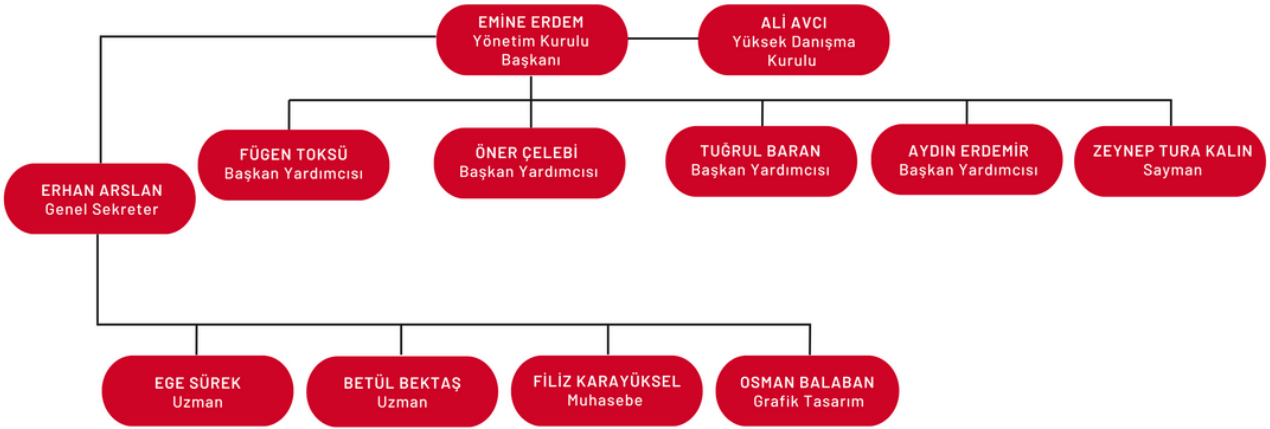 EMİNE ERDEM
Yönetim Kurulu
Başkanı
ALİ AVCI
Yüksek Danışma
Kurulu
FÜGEN TOKSÜ
Başkan Yardımcısı
ÖNER ÇELEBİ
Başkan Yardımcısı
TUĞRUL BARAN
Başkan Yardımcısı
AYDIN ERDEMİR
Başkan Yardımcısı
ZEYNEP TURA KALIN
Sayman
ERHAN ARSLAN
Genel Sekreter
EGE SÜREK
Uzman
BETÜL BEKTAŞ
Uzman
FİLİZ KARAYÜKSEL
Muhasebe
OSMAN BALABAN
Grafik Tasarım